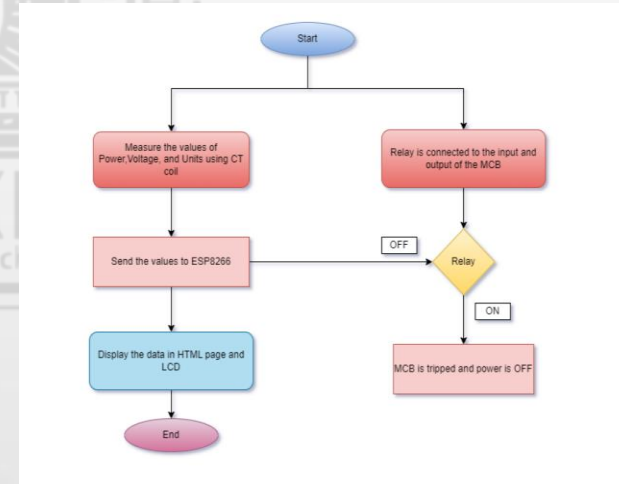 Start
Measure the values of
Power,Voltage, and Units using CT
coil
Relay is connected to the input and
output of the MCB
Send the values to ESP8266
OFF
Relay
ON
Display the data in HTML page and
LCD
MCB is tripped and power is OFF
End